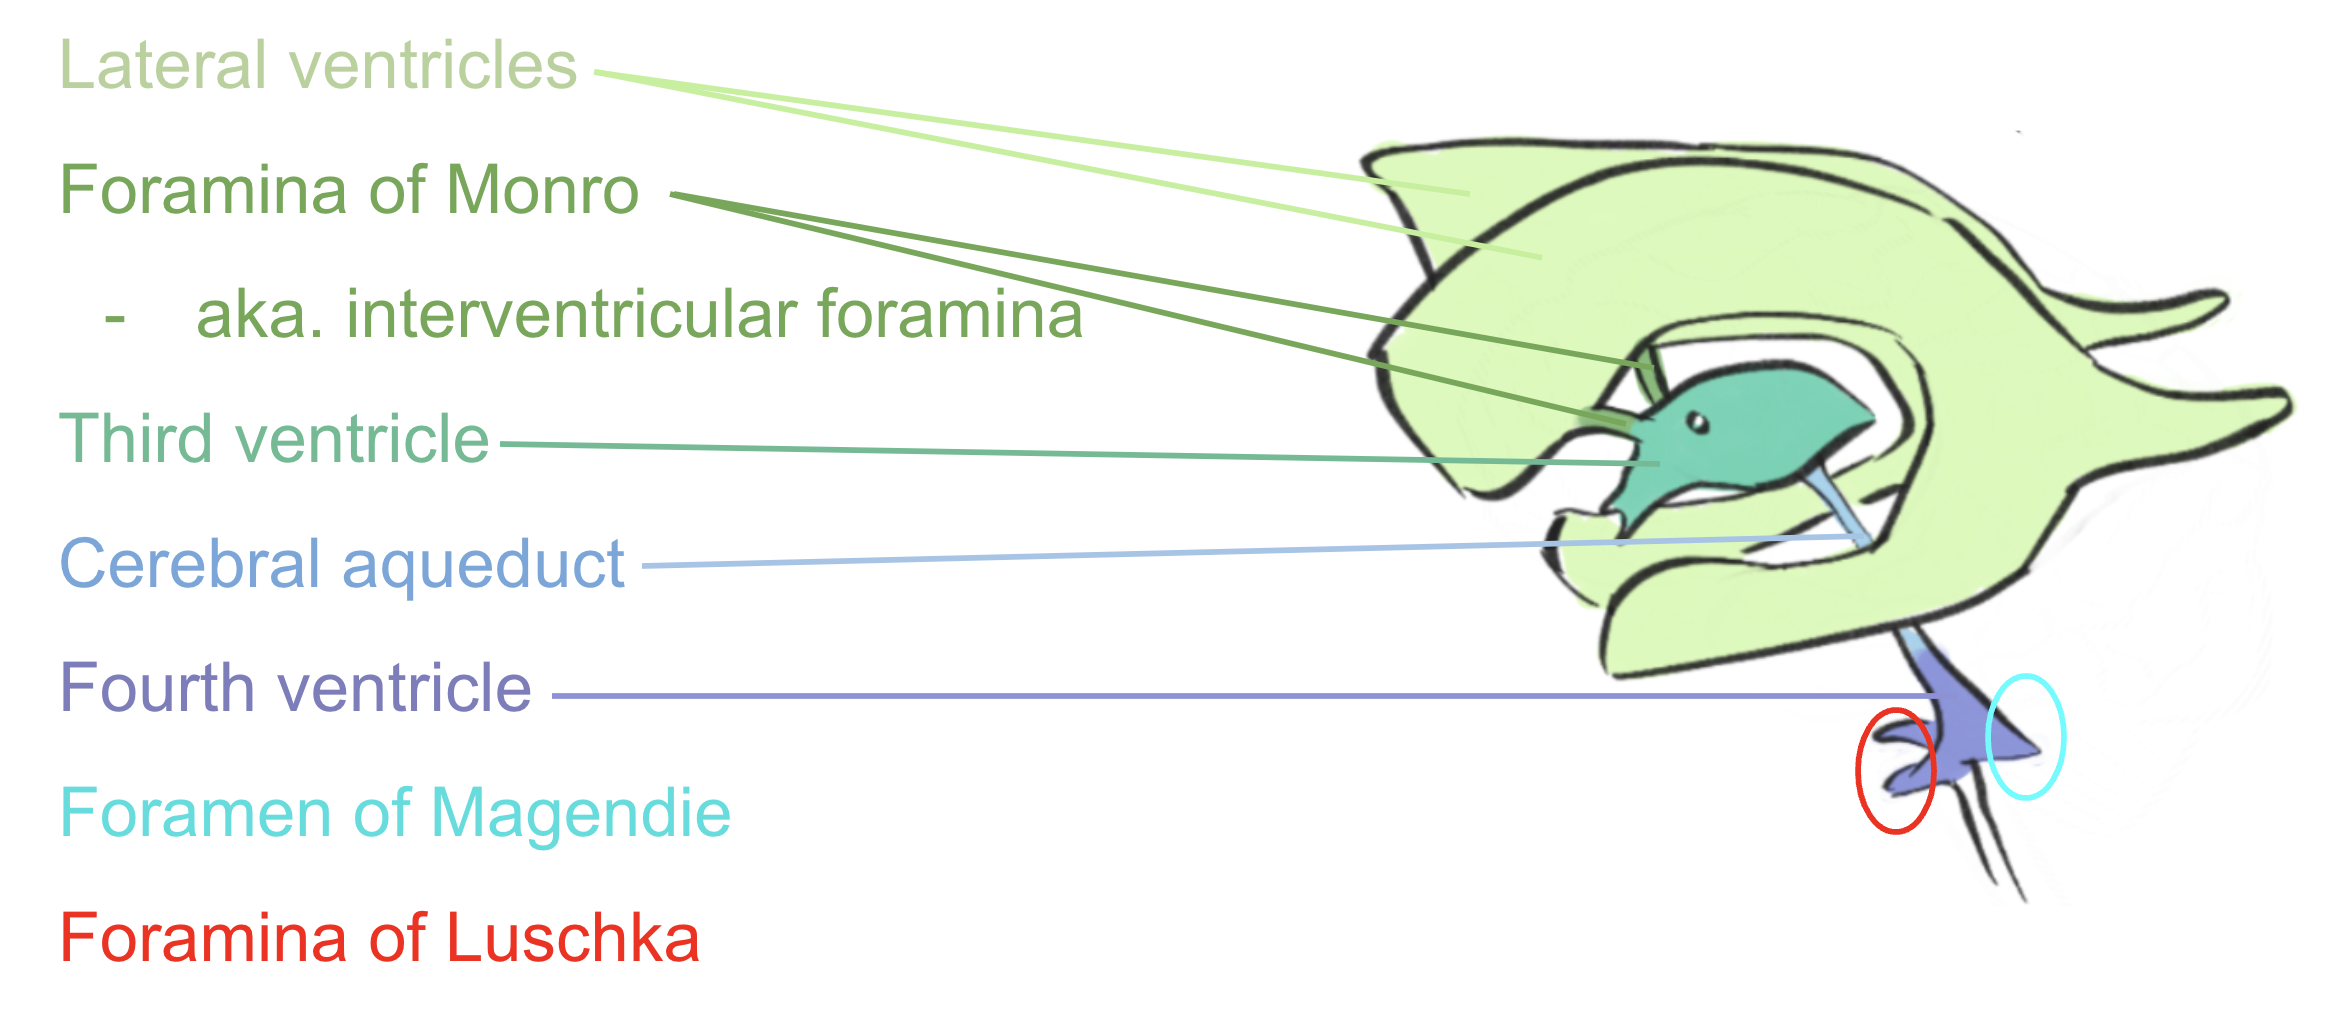 Lateral ventricles
Foramina of Monro
- aka. interventricular foramina
Third ventricle
Cerebral aqueduct
Fourth ventricle
Foramen of Magendie
Foramina of Luschka